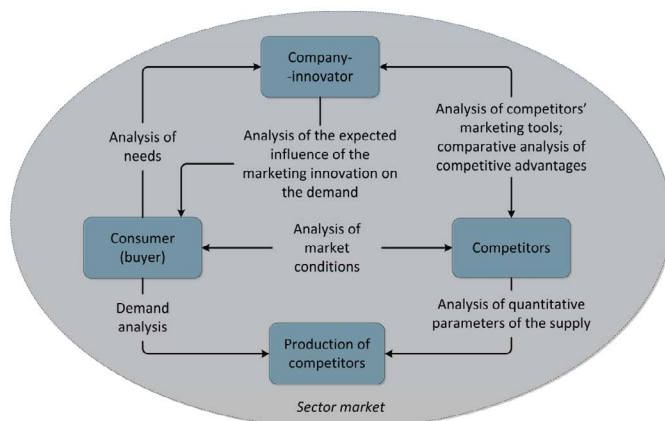 Company-
-innovator
Analysis of
needs
Analysis of the expected
influence of the
marketing innovation on
the demand
Analysis of competitors'
marketing tools;
comparative analysis of
competitive advantages
Consumer
(buyer)
Analysis of
market
conditions
Competitors
Demand
analysis
Analysis of quantitative
parameters of the supply
Production of
competitors
Sector market